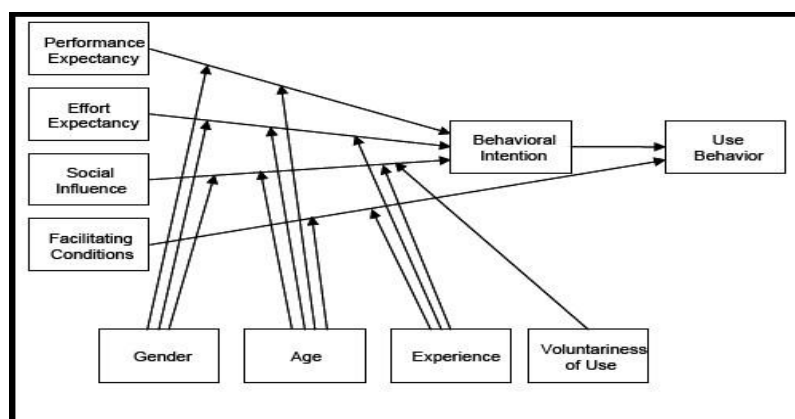 Performance
Expectancy
Effort
Expectancy
Social
Influence
Facilitating
Conditions
Behavioral
Intention
Use
Behavior
Gender
Age
Experience
Voluntariness
of Use